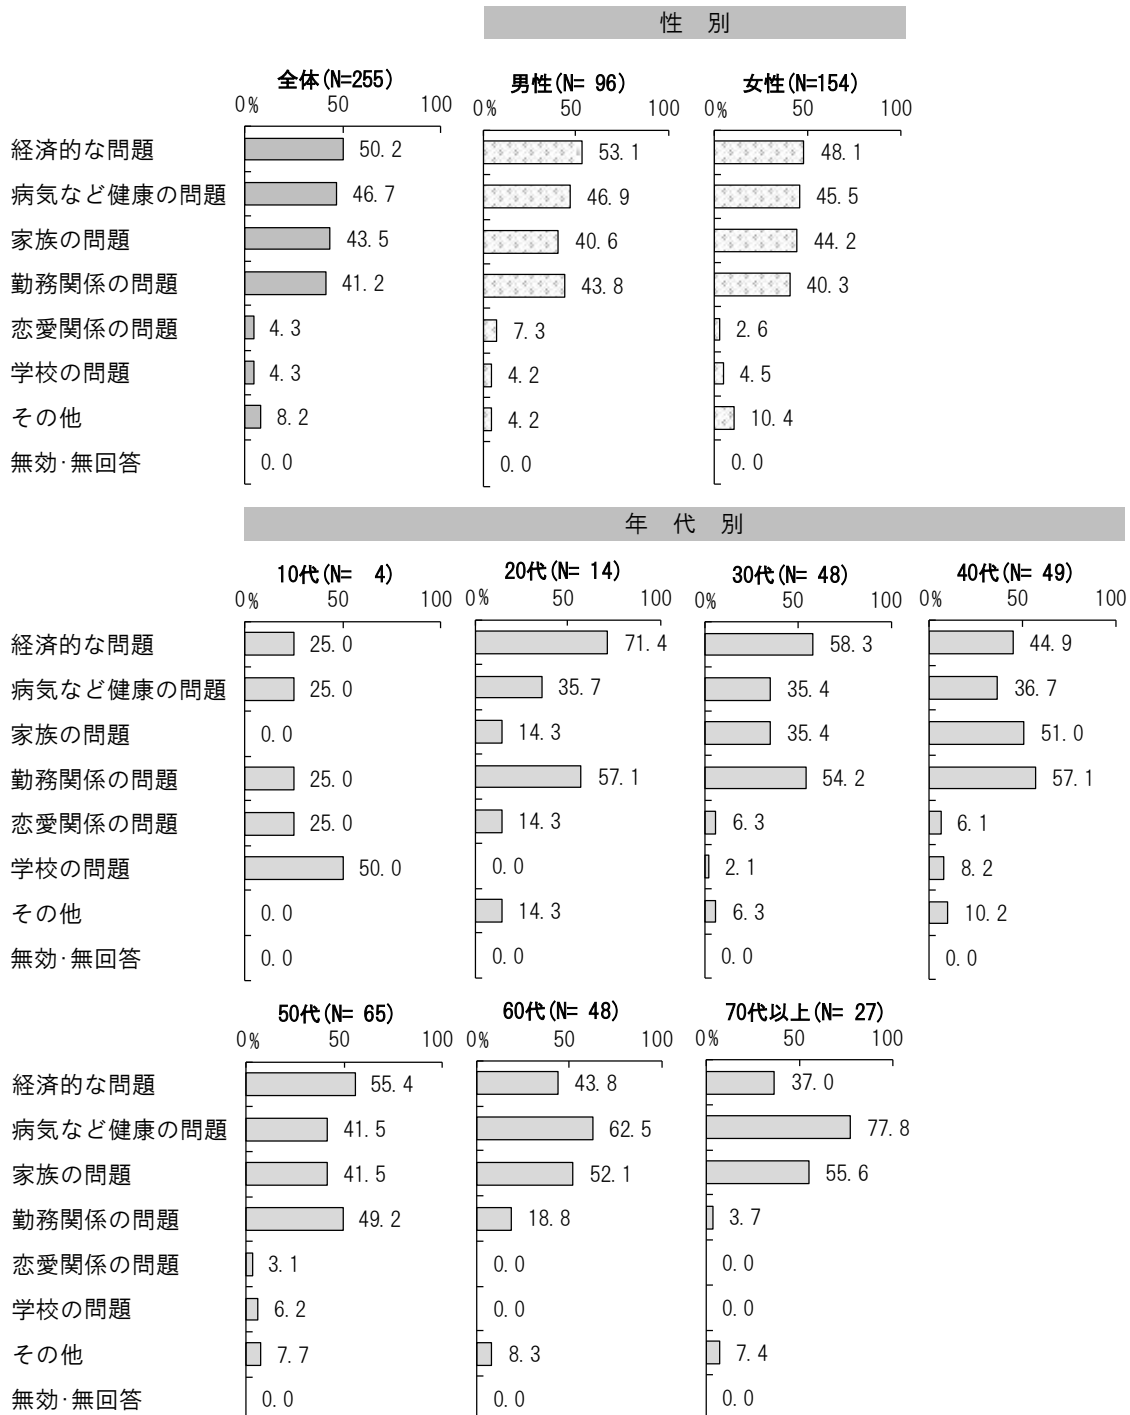 性 別
全体(N=255) 男性(N= 96) 女性(N=154)
0% 50 100 0% 50 100 0% 50 100
経済的な問題 50.2 53.1 48.1
病気など健康の問題 46.7 46.9 45.5
家族の問題 43.5 40.6 44.2
勤務関係の問題 41.2 43.8 40.3
恋愛関係の問題 4.3 7.3 2.6
学校の問題 4.3 4.2 4.5
その他 8.2 4.2 10.4
無効･無回答 0.0 0.0 0.0
年 代 別
10代(N= 4) 20代(N= 14) 30代(N= 48) 40代(N= 49)
0% 50 100 0% 50 100 0% 50 100 0% 50 100
経済的な問題 25.0 71.4 58.3 44.9
病気など健康の問題 25.0 35.7 35.4 36.7
家族の問題 0.0 14.3 35.4 51.0
勤務関係の問題 25.0 57.1 54.2 57.1
恋愛関係の問題 25.0 14.3 6.3 6.1
学校の問題 50.0 0.0 2.1 8.2
その他 0.0 14.3 6.3 10.2
無効･無回答 0.0 0.0 0.0 0.0
50代(N= 65) 60代(N= 48) 70代以上(N= 27)
0% 50 100 0% 50 100 0% 50 100
経済的な問題 55.4 43.8 37.0
病気など健康の問題 41.5 62.5 77.8
家族の問題 41.5 52.1 55.6
勤務関係の問題 49.2 18.8 3.7
恋愛関係の問題 3.1 0.0 0.0
学校の問題 6.2 0.0 0.0
その他 7.7 8.3 7.4
無効･無回答 0.0 0.0 0.0